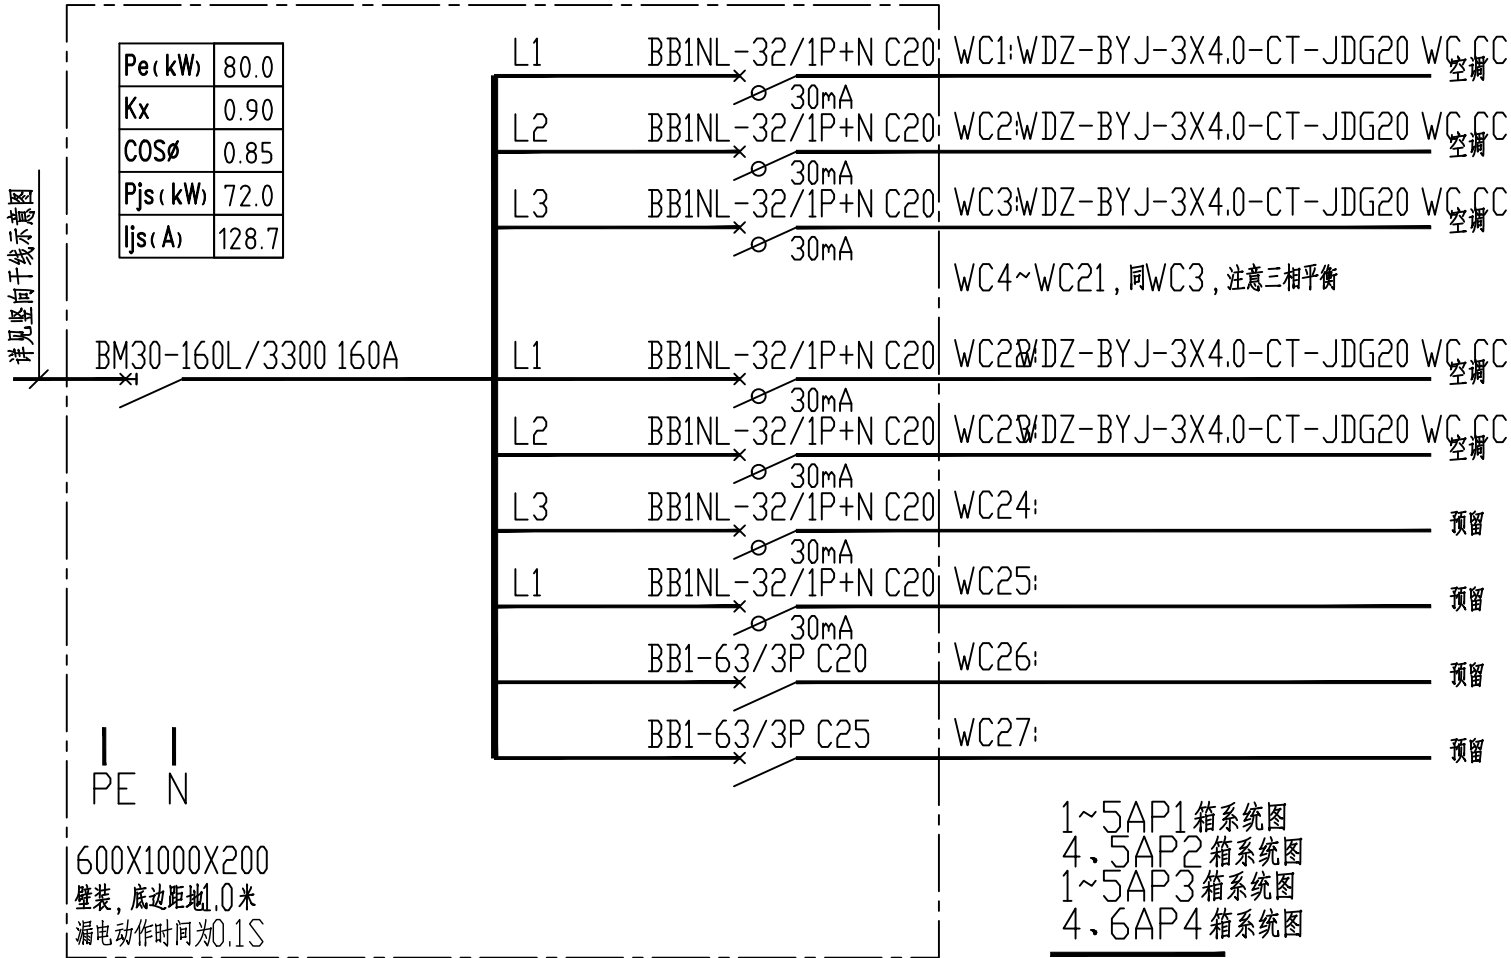 Pe(kW) 80.0
Kx 0.90
COSø 0.85
Pjs(kW) 72.0
Ijs(A) 128.7
详见竖向干线示意图
BM30-160L/3300 160A
L1 BB1NL-32/1P+N C20 WC1:WDZ-BYJ-3X4.0-CT-JDG20 WC CC 空调
30mA
L2 BB1NL-32/1P+N C20 WC2:WDZ-BYJ-3X4.0-CT-JDG20 WC CC 空调
30mA
L3 BB1NL-32/1P+N C20 WC3:WDZ-BYJ-3X4.0-CT-JDG20 WC CC 空调
30mA
WC4~WC21,同WC3,注意三相平衡
L1 BB1NL-32/1P+N C20 WC22:WDZ-BYJ-3X4.0-CT-JDG20 WC CC 空调
30mA
L2 BB1NL-32/1P+N C20 WC23:WDZ-BYJ-3X4.0-CT-JDG20 WC CC 空调
30mA
L3 BB1NL-32/1P+N C20 WC24: 预留
30mA
L1 BB1NL-32/1P+N C20 WC25: 预留
30mA
BB1-63/3P C20 WC26: 预留
BB1-63/3P C25 WC27: 预留
PE N
600X1000X200
壁装,底边距地1.0米
漏电动作时间为0.1S
1~5AP1箱系统图
4、5AP2箱系统图
1~5AP3箱系统图
4、6AP4箱系统图